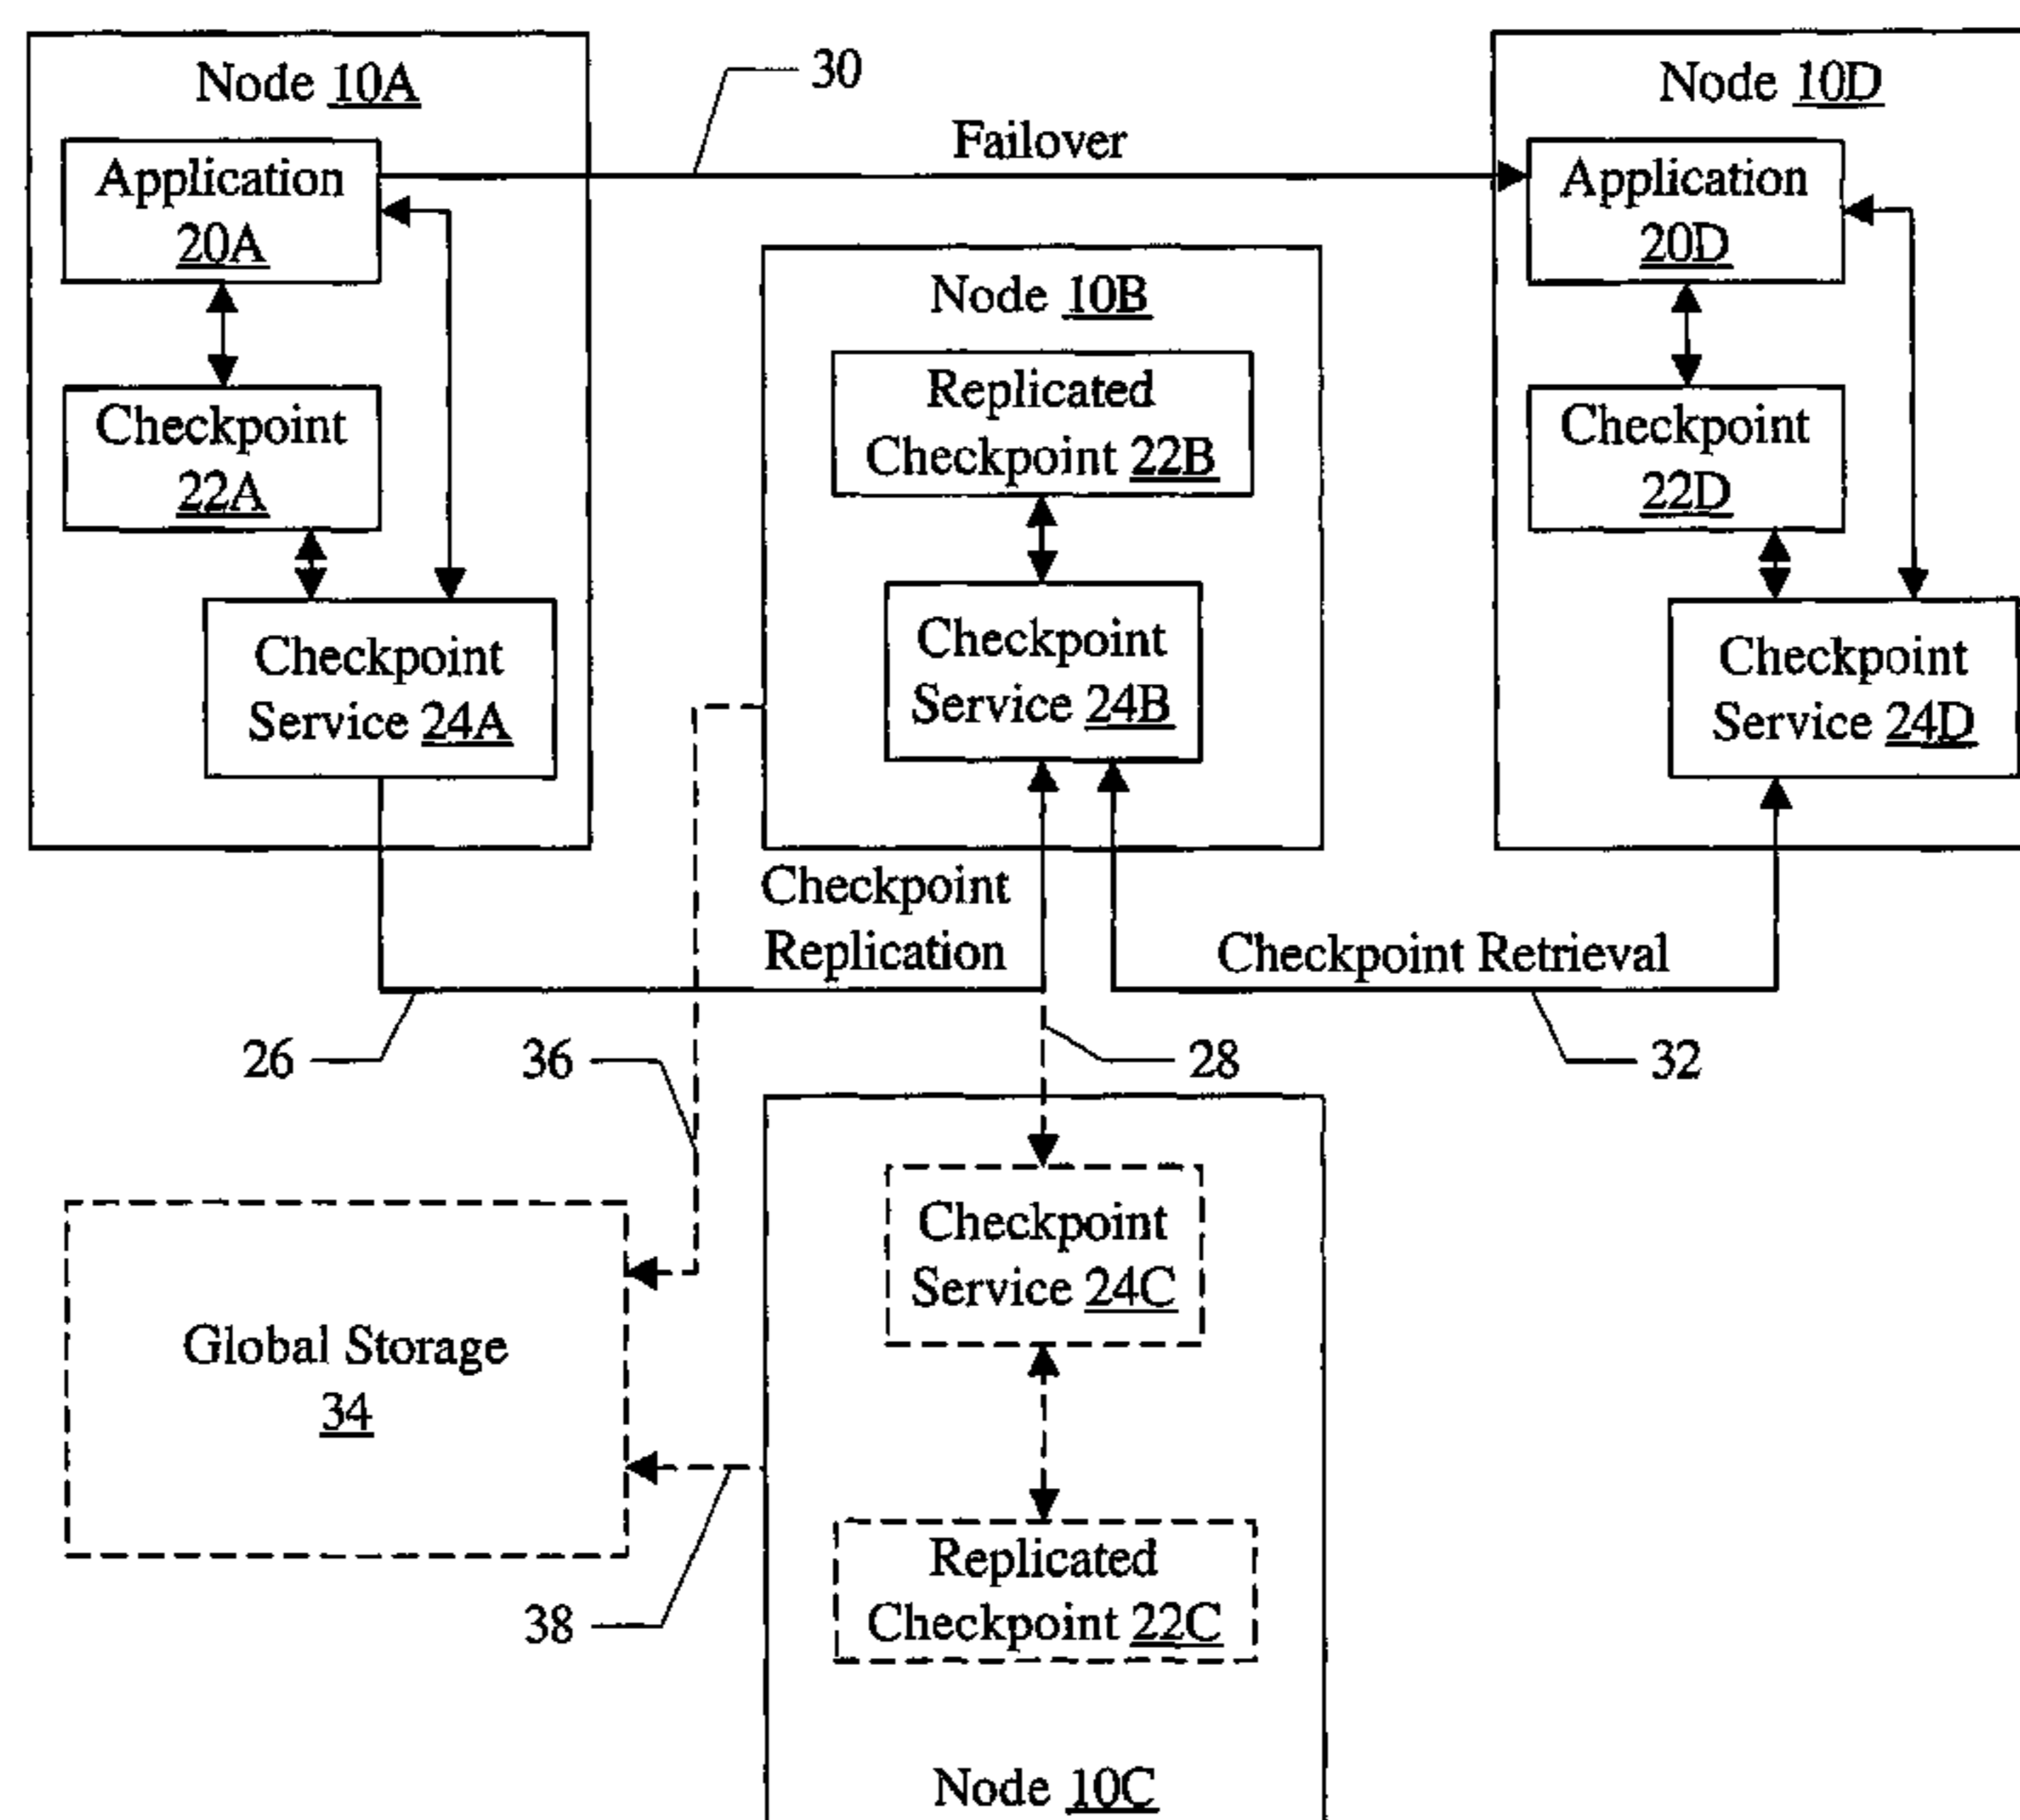 Node 10A
Application
20A
Checkpoint
22A
Checkpoint
Service 24A
30
Failover
Node 10B
Replicated
Checkpoint 22B
Checkpoint
Service 24B
Node 10D
Application
20D
Checkpoint
22D
Checkpoint
Service 24D
Checkpoint
Replication
Checkpoint Retrieval
26
36
28
32
Global Storage
34
38
Checkpoint
Service 24C
Replicated
Checkpoint 22C
Node 10C